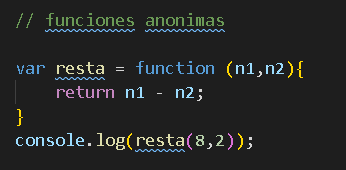 // funciones anonimas
var resta = function (n1,n2){
return n1 - n2;
}
console.log(resta(8,2));